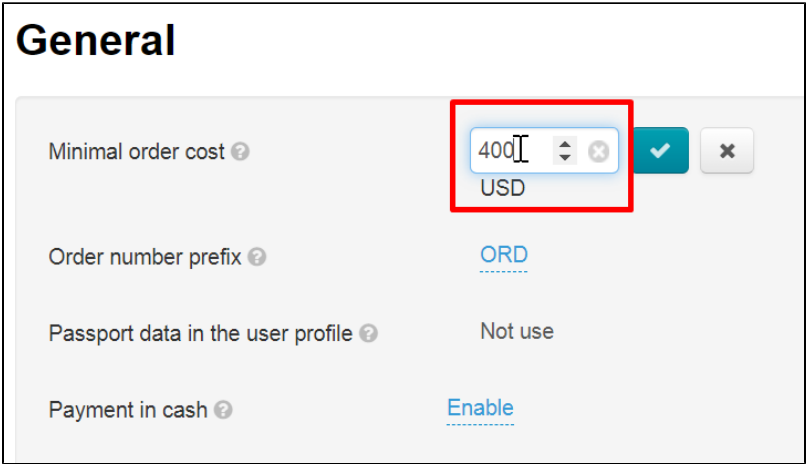 General
Minimal order cost
400
USD
Order number prefix
ORD
Passport data in the user profile
Not use
Payment in cash
Enable